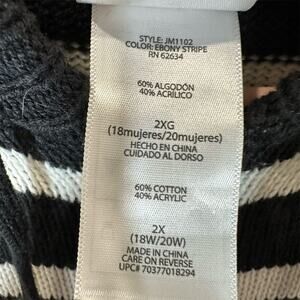 STYLE: JM1102
COLOR: EBONY STRIPE
RN 62634
60% ALGODÓN
40% ACRÍLICO
2XG
(18mujeres/20mujeres)
HECHO EN CHINA
CUIDADO AL DORSO
60% COTTON
40% ACRYLIC
2X
(18W/20W)
MADE IN CHINA
CARE ON REVERSE
UPC# 70377018294